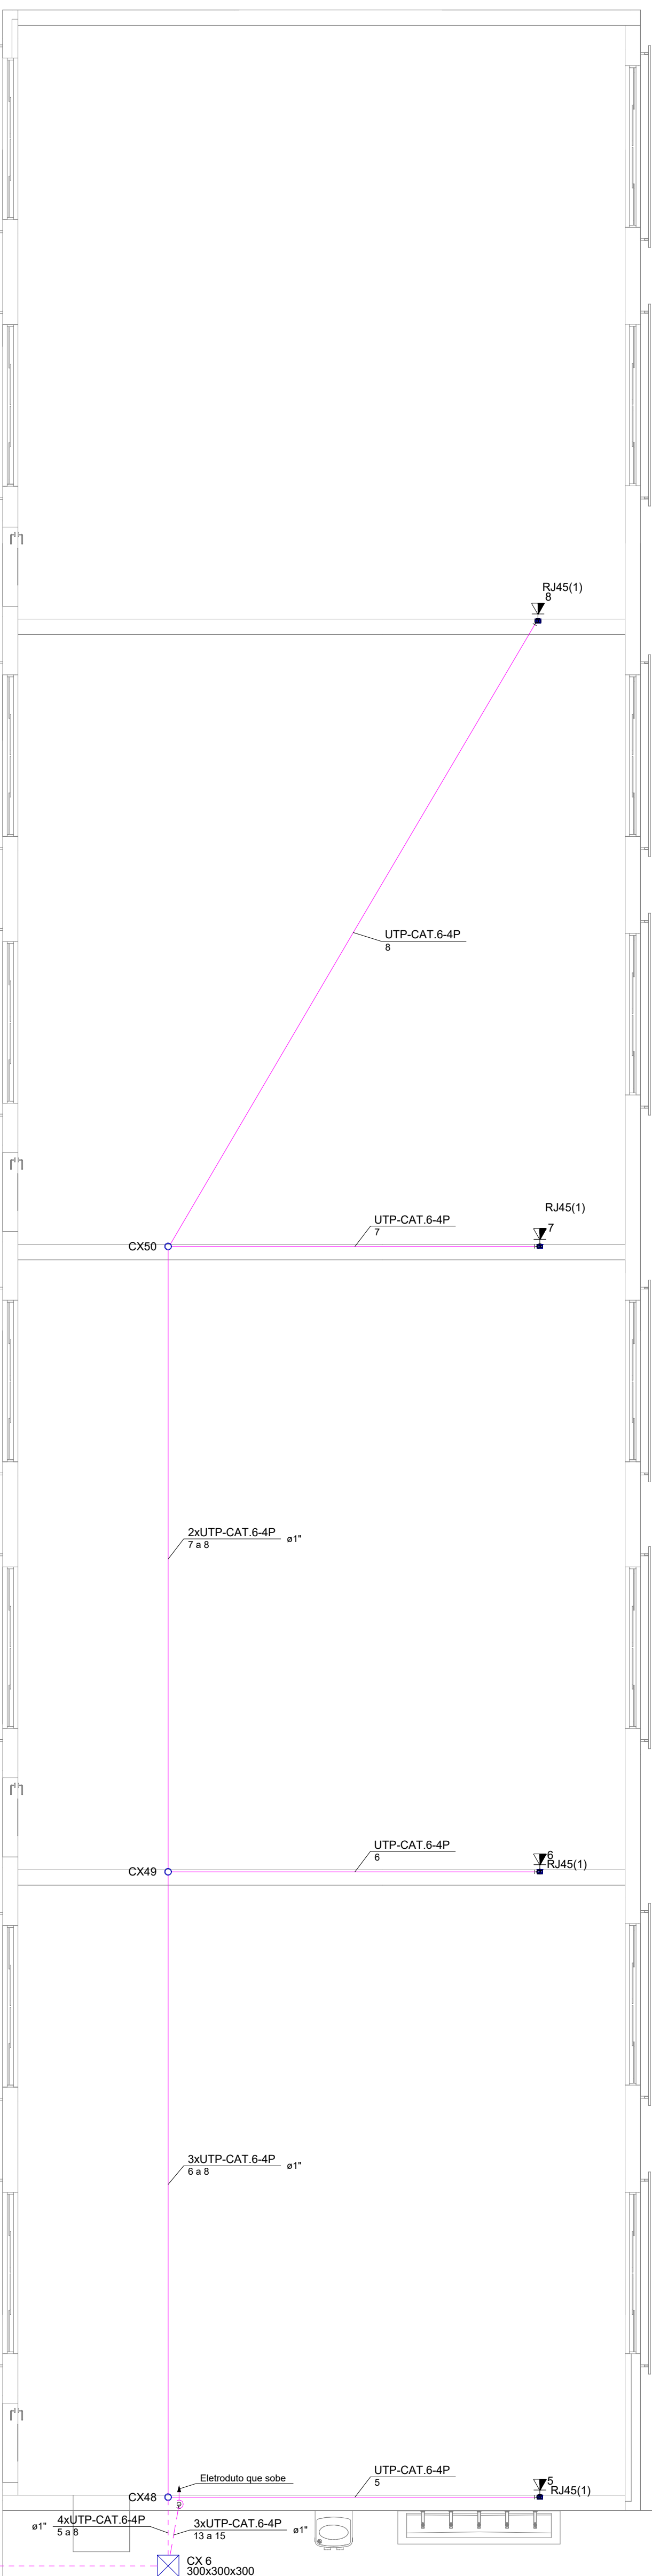 RJ45(1)
8
UTP-CAT.6-4P
8
RJ45(1)
7
UTP-CAT.6-4P
7
CX50
2xUTP-CAT.6-4P
7 a 8
ø1"
UTP-CAT.6-4P
6
6
RJ45(1)
CX49
3xUTP-CAT.6-4P
6 a 8
ø1"
Eletroduto que sobe
UTP-CAT.6-4P
5
5
RJ45(1)
CX48
ø1"
4xUTP-CAT.6-4P
5 a 8
3xUTP-CAT.6-4P
13 a 15
ø1"
CX 6
300x300x300